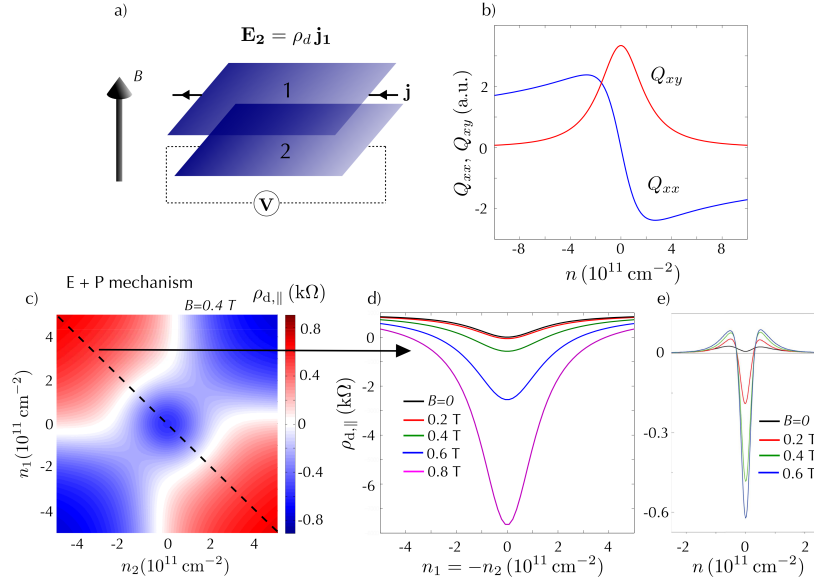 a)
E₂ = ρ_d j₁
B
1
j
2
V
b)
Q_xx, Q_xy (a.u.)
2
0
-2
Q_xy
Q_xx
-8 -4 0 4 8
n (10¹¹ cm⁻²)
c)
E + P mechanism
B=0.4 T
ρ_d,∥ (kΩ)
n₁(10¹¹ cm⁻²)
4
2
0
-2
-4
-4 -2 0 2 4
n₂(10¹¹ cm⁻²)
0.8
0.4
0
-0.4
-0.8
d)
ρ_d,∥ (kΩ)
0
-2
-4
-6
B=0
0.2 T
0.4 T
0.6 T
0.8 T
-4 -2 0 2 4
n₁ = −n₂ (10¹¹ cm⁻²)
e)
0
-0.3
-0.6
B=0
0.2 T
0.4 T
0.6 T
-2 0 2
n (10¹¹ cm⁻²)